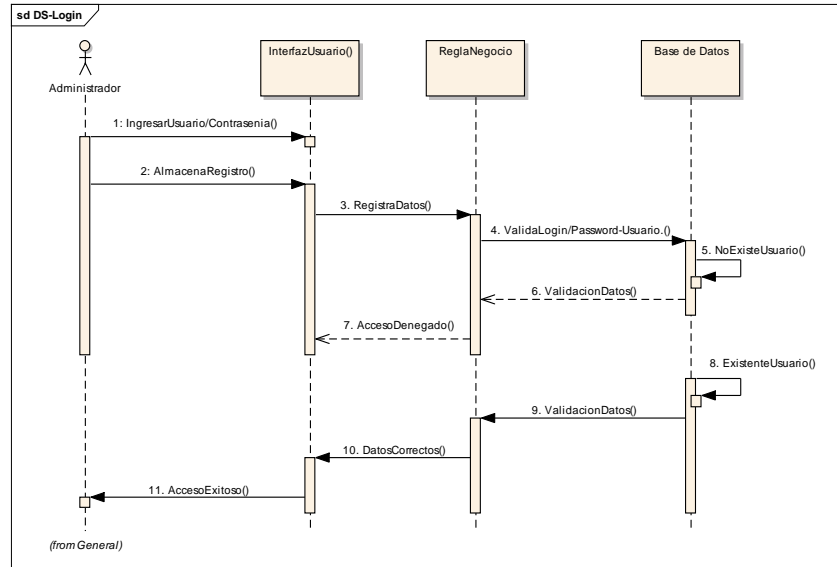 sd DS-Login
InterfazUsuario()
ReglaNegocio
Base de Datos
Administrador
1: IngresarUsuario/Contrasenia()
2: AlmacenaRegistro()
3. RegistraDatos()
4. ValidaLogin/Password-Usuario.()
5. NoExisteUsuario()
6. ValidacionDatos()
7. AccesoDenegado()
8. ExistenteUsuario()
9. ValidacionDatos()
10. DatosCorrectos()
11. AccesoExitoso()
(from General)